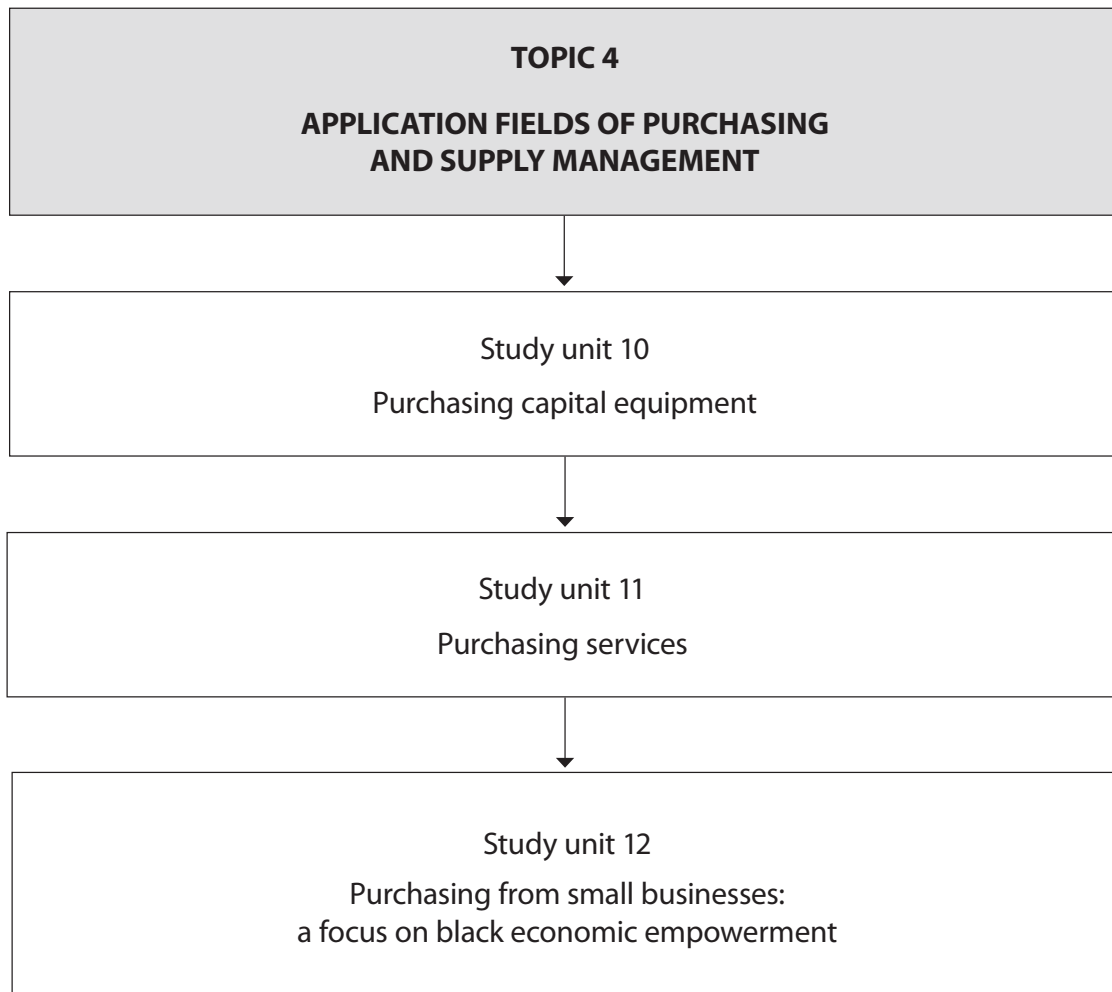 TOPIC 4
APPLICATION FIELDS OF PURCHASING
AND SUPPLY MANAGEMENT
Study unit 10
Purchasing capital equipment
Study unit 11
Purchasing services
Study unit 12
Purchasing from small businesses:
a focus on black economic empowerment